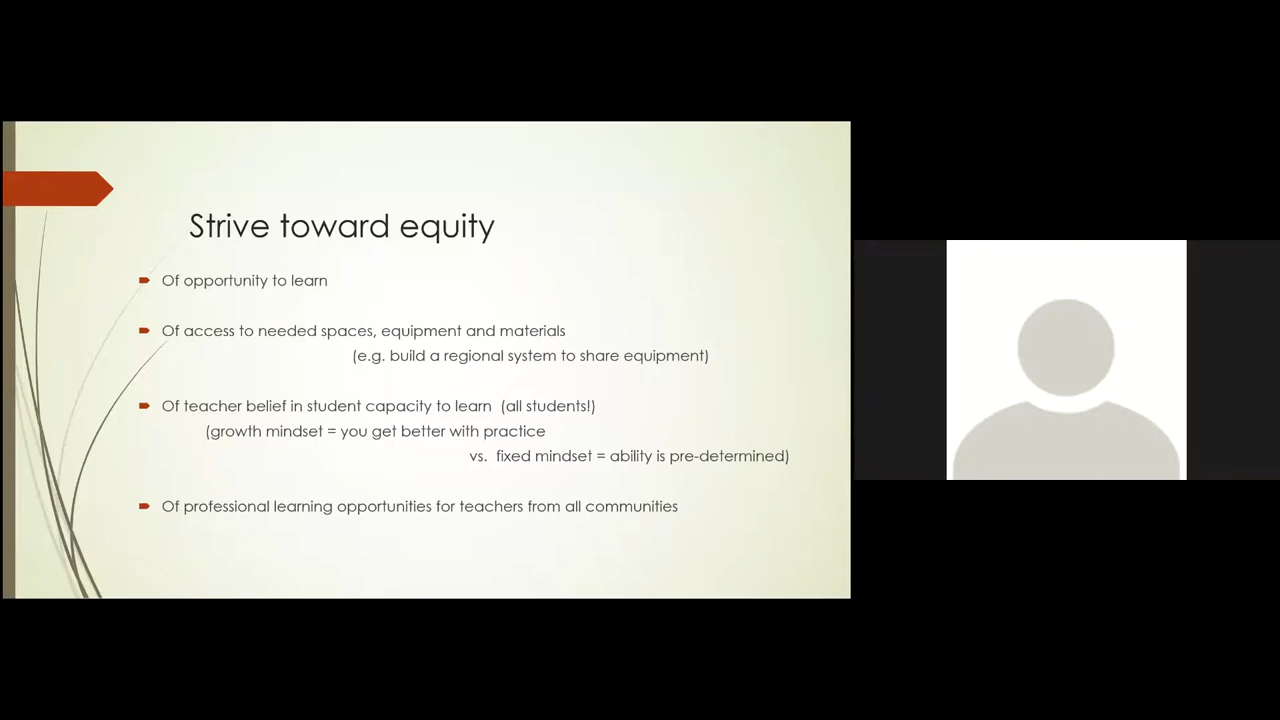 Strive toward equity
Of opportunity to learn
Of access to needed spaces, equipment and materials
(e.g. build a regional system to share equipment)
Of teacher belief in student capacity to learn  (all students!)
(growth mindset = you get better with practice
vs.  fixed mindset = ability is pre-determined)
Of professional learning opportunities for teachers from all communities